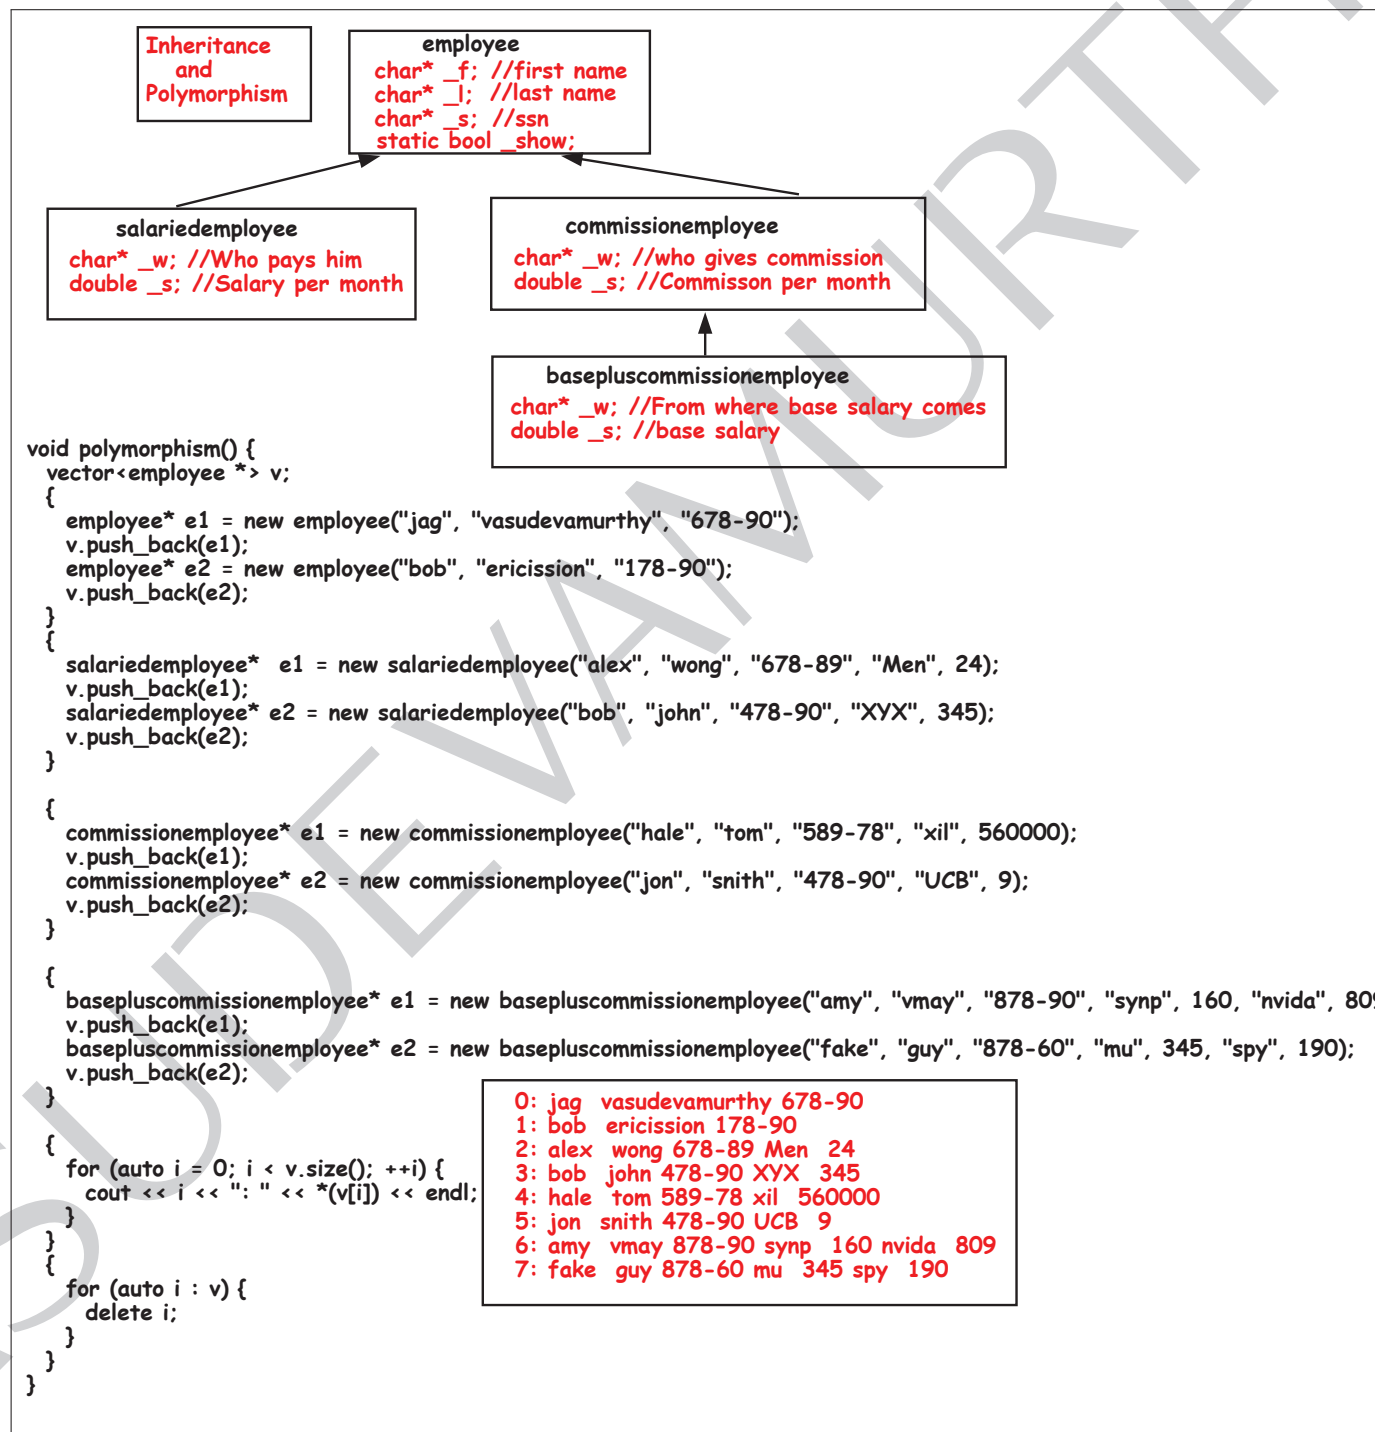 Inheritance
and
Polymorphism
employee
char* _f; //first name
char* _l; //last name
char* _s; //ssn
static bool _show;
salariedemployee
char* _w; //Who pays him
double _s; //Salary per month
commissionemployee
char* _w; //who gives commission
double _s; //Commisson per month
basepluscommissionemployee
char* _w; //From where base salary comes
double _s; //base salary
void polymorphism() {
vector<employee *> v;
{
employee* e1 = new employee("jag", "vasudevamurthy", "678-90");
v.push_back(e1);
employee* e2 = new employee("bob", "ericission", "178-90");
v.push_back(e2);
}
{
salariedemployee* e1 = new salariedemployee("alex", "wong", "678-89", "Men", 24);
v.push_back(e1);
salariedemployee* e2 = new salariedemployee("bob", "john", "478-90", "XYX", 345);
v.push_back(e2);
}
{
commissionemployee* e1 = new commissionemployee("hale", "tom", "589-78", "xil", 560000);
v.push_back(e1);
commissionemployee* e2 = new commissionemployee("jon", "snith", "478-90", "UCB", 9);
v.push_back(e2);
}
{
basepluscommissionemployee* e1 = new basepluscommissionemployee("amy", "vmay", "878-90", "synp", 160, "nvida", 809
v.push_back(e1);
basepluscommissionemployee* e2 = new basepluscommissionemployee("fake", "guy", "878-60", "mu", 345, "spy", 190);
v.push_back(e2);
}
{
for (auto i = 0; i < v.size(); ++i) {
cout << i << ": " << *(v[i]) << endl;
}
}
{
for (auto i : v) {
delete i;
}
}
}
0: jag vasudevamurthy 678-90
1: bob ericission 178-90
2: alex wong 678-89 Men 24
3: bob john 478-90 XYX 345
4: hale tom 589-78 xil 560000
5: jon snith 478-90 UCB 9
6: amy vmay 878-90 synp 160 nvida 809
7: fake guy 878-60 mu 345 spy 190
ASUDEVAMURTH